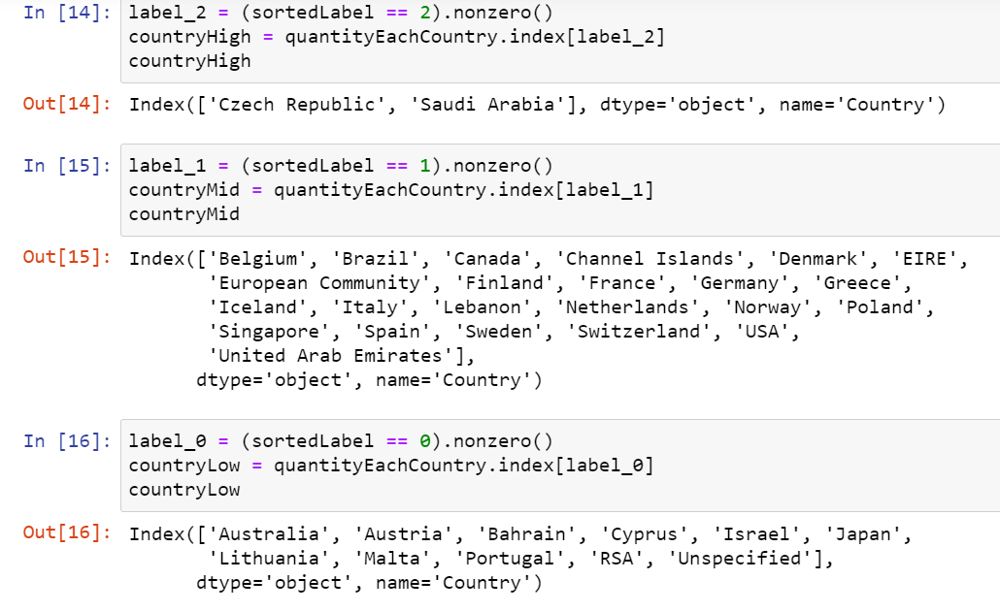 In [14]: label_2 = (sortedLabel == 2).nonzero()
countryHigh = quantityEachCountry.index[label_2]
countryHigh
Out[14]: Index(['Czech Republic', 'Saudi Arabia'], dtype='object', name='Country')
In [15]: label_1 = (sortedLabel == 1).nonzero()
countryMid = quantityEachCountry.index[label_1]
countryMid
Out[15]: Index(['Belgium', 'Brazil', 'Canada', 'Channel Islands', 'Denmark', 'EIRE',
'European Community', 'Finland', 'France', 'Germany', 'Greece',
'Iceland', 'Italy', 'Lebanon', 'Netherlands', 'Norway', 'Poland',
'Singapore', 'Spain', 'Sweden', 'Switzerland', 'USA',
'United Arab Emirates'],
dtype='object', name='Country')
In [16]: label_0 = (sortedLabel == 0).nonzero()
countryLow = quantityEachCountry.index[label_0]
countryLow
Out[16]: Index(['Australia', 'Austria', 'Bahrain', 'Cyprus', 'Israel', 'Japan',
'Lithuania', 'Malta', 'Portugal', 'RSA', 'Unspecified'],
dtype='object', name='Country')